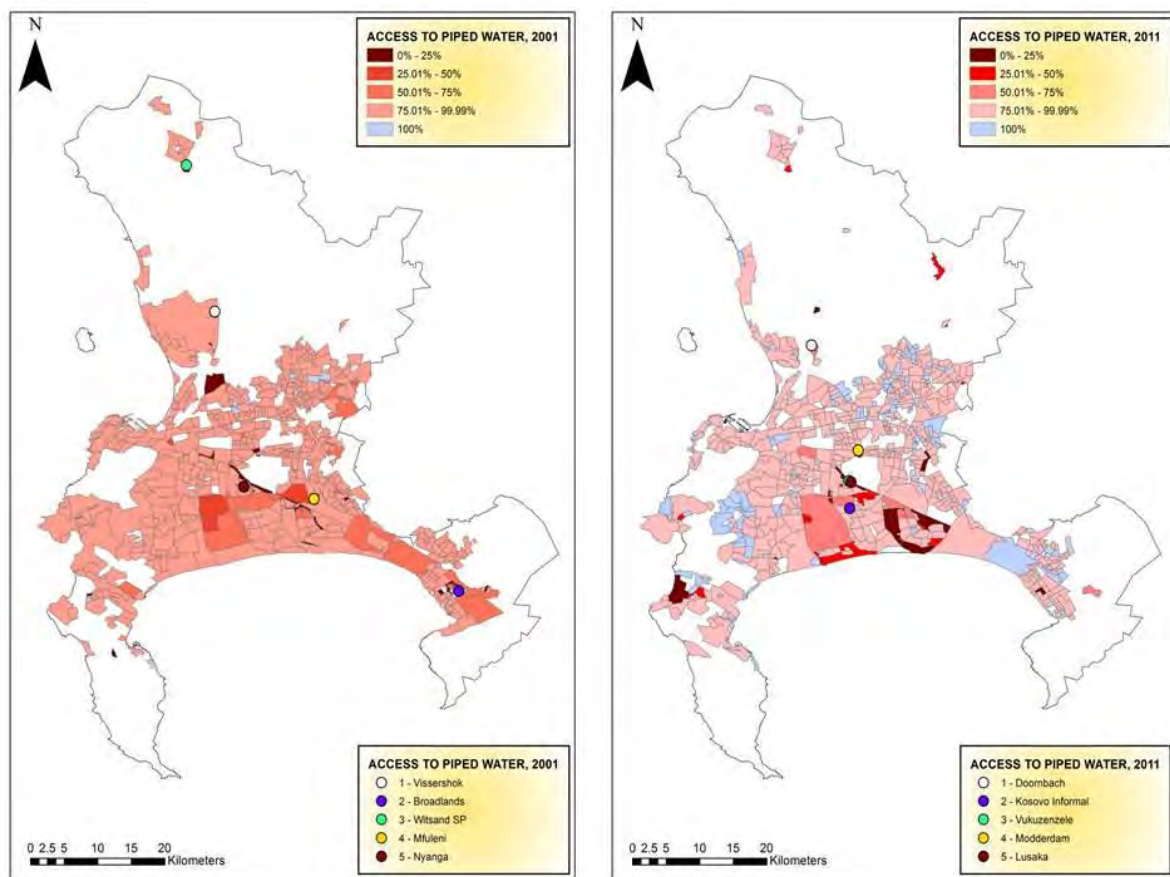 N
ACCESS TO PIPED WATER, 2001
0% - 25%
25.01% - 50%
50.01% - 75%
75.01% - 99.99%
100%
ACCESS TO PIPED WATER, 2001
1 - Vissershok
2 - Broadlands
3 - Witsand SP
4 - Mfuleni
5 - Nyanga
0 2.5 5 10 15 20
Kilometers
N
ACCESS TO PIPED WATER, 2011
0% - 25%
25.01% - 50%
50.01% - 75%
75.01% - 99.99%
100%
ACCESS TO PIPED WATER, 2011
1 - Doornbach
2 - Kosovo Informal
3 - Vukuzenzele
4 - Modderdam
5 - Lusaka
0 2.5 5 10 15 20
Kilometers